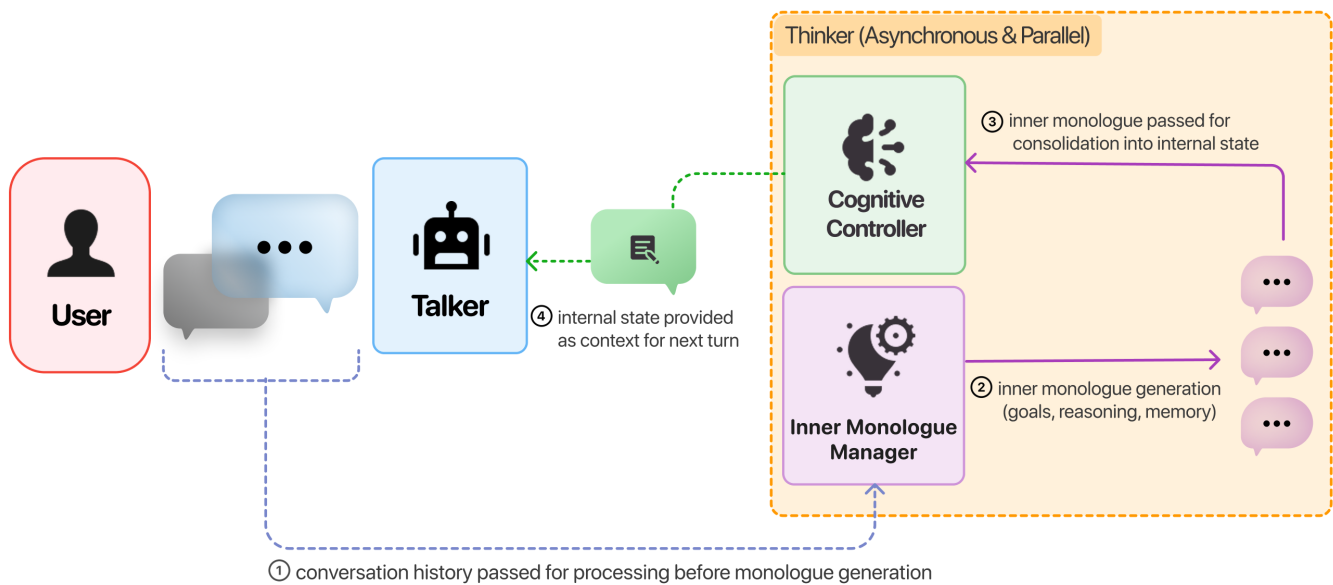 Thinker (Asynchronous & Parallel)
User
Talker
Cognitive
Controller
Inner Monologue
Manager
① conversation history passed for processing before monologue generation
② inner monologue generation
(goals, reasoning, memory)
③ inner monologue passed for
consolidation into internal state
④ internal state provided
as context for next turn